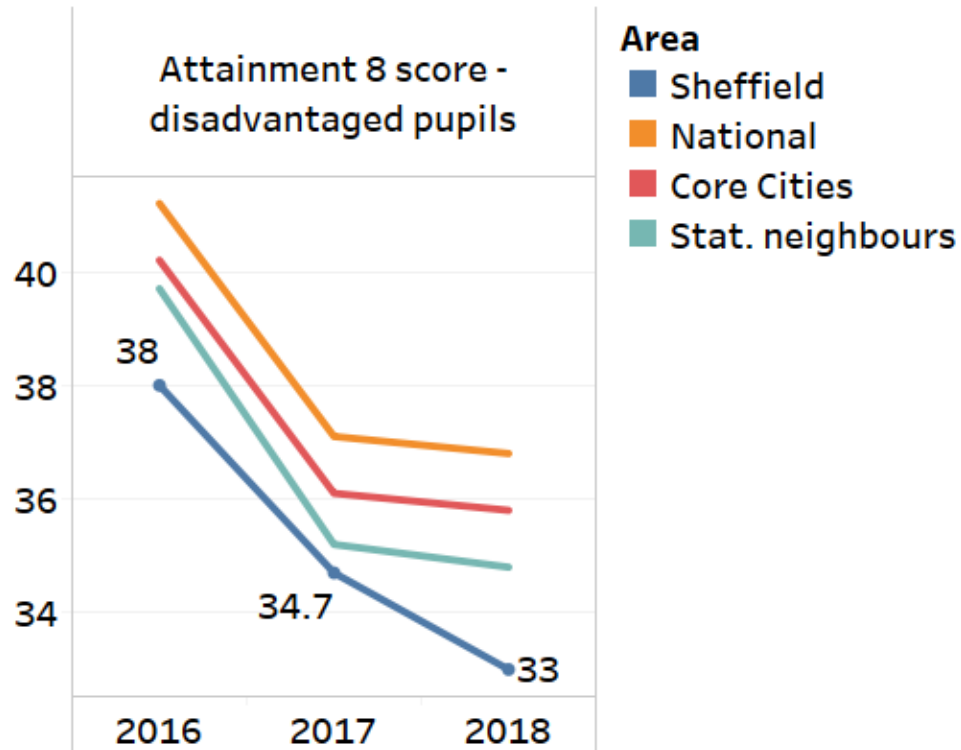 Attainment 8 score -
disadvantaged pupils
40
38
36
34
38
34.7
33
2016 2017 2018
Area
Sheffield
National
Core Cities
Stat. neighbours